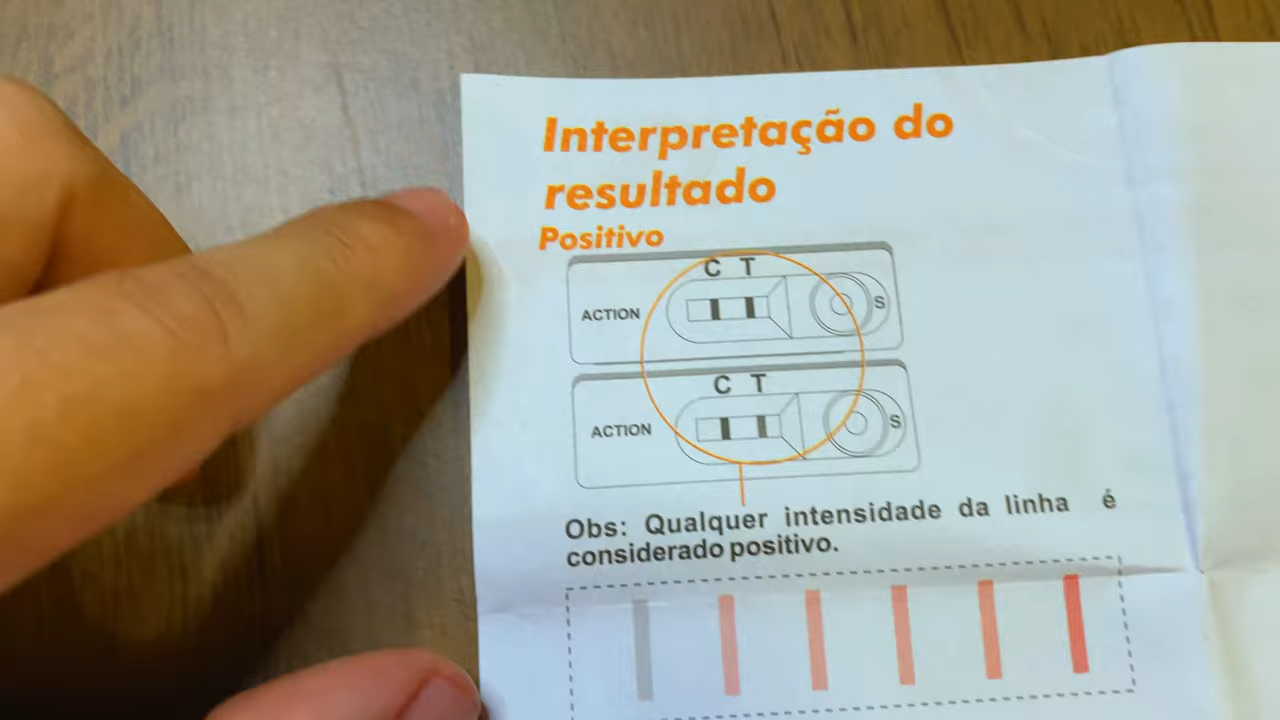 Interpretação do
resultado
Positivo
C T
ACTION
S
C T
ACTION
S
Obs: Qualquer intensidade da linha é
considerado positivo.